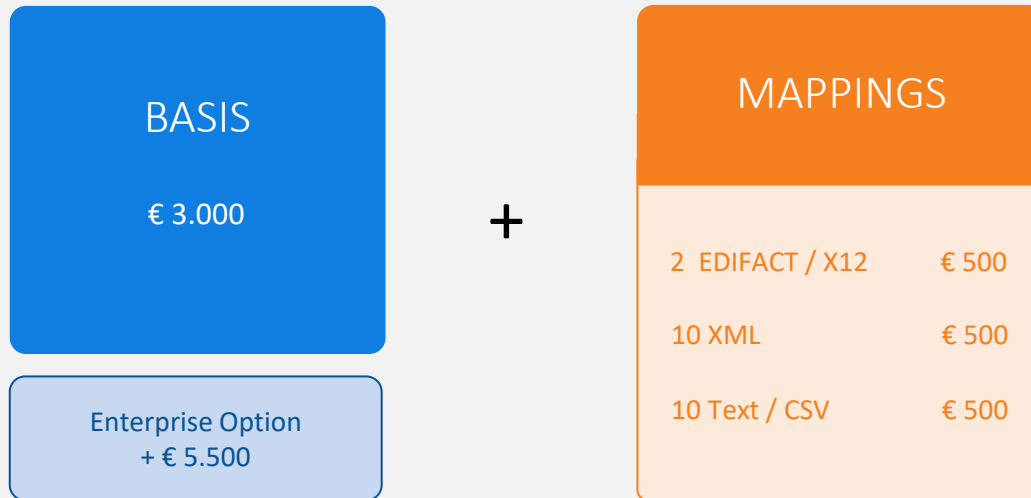 BASIS
€ 3.000
Enterprise Option
+ € 5.500
+
MAPPINGS
2 EDIFACT / X12 € 500
10 XML € 500
10 Text / CSV € 500